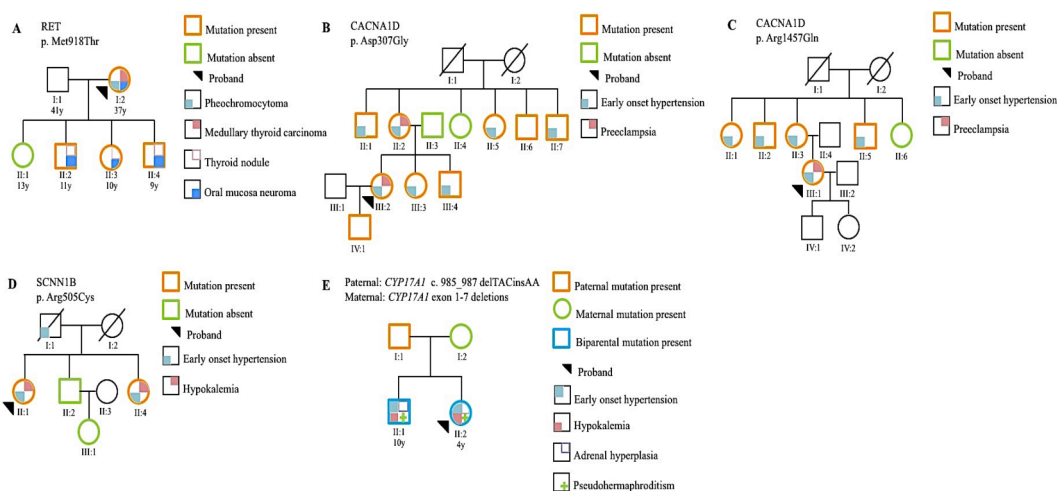 A
RET
p. Met918Thr
Mutation present
Mutation absent
Proband
Pheochromocytoma
Medullary thyroid carcinoma
Thyroid nodule
Oral mucosa neuroma
I:1
41y
I:2
37y
II:1
13y
II:2
11y
II:3
10y
II:4
9y
B
CACNA1D
p. Asp307Gly
Mutation present
Mutation absent
Proband
Early onset hypertension
Preeclampsia
I:1
I:2
II:1
II:2
II:3
II:4
II:5
II:6
II:7
III:1
III:2
III:3
III:4
IV:1
C
CACNA1D
p. Arg1457Gln
Mutation present
Mutation absent
Proband
Early onset hypertension
Preeclampsia
I:1
I:2
II:1
II:2
II:3
II:4
II:5
II:6
III:1
III:2
IV:1
IV:2
D
SCNN1B
p. Arg505Cys
Mutation present
Mutation absent
Proband
Early onset hypertension
Hypokalemia
I:1
I:2
II:1
II:2
II:3
II:4
III:1
E
Paternal: CYP17A1 c. 985_987 delTACinsAA
Maternal: CYP17A1 exon 1-7 deletions
Paternal mutation present
Maternal mutation present
Biparental mutation present
Proband
Early onset hypertension
Hypokalemia
Adrenal hyperplasia
Pseudohermaphroditism
I:1
I:2
II:1
10y
II:2
4y